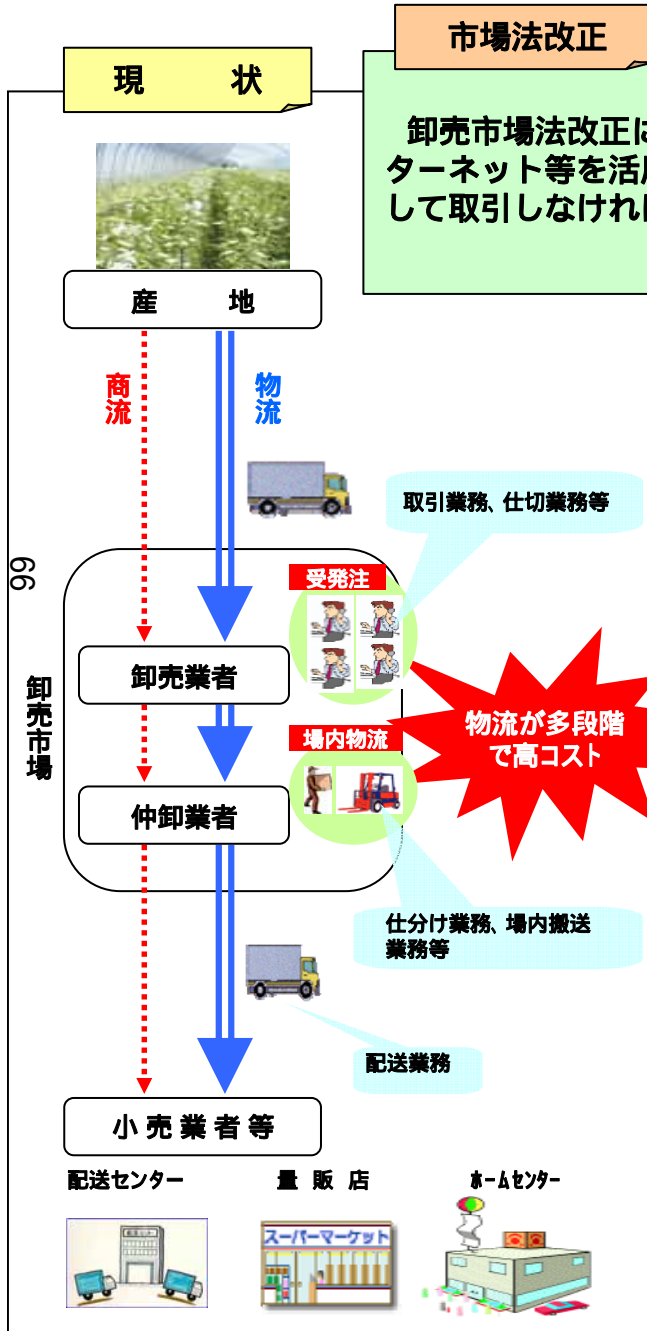 市場法改正
現 状
卸売市場法改正に
ターネット等を活用
して取引しなければ
産 地
商流
物流
取引業務、仕切業務等
66
受発注
卸売業者
卸売市場
場内物流
物流が多段階
で高コスト
仲卸業者
仕分け業務、場内搬送
業務等
配送業務
小売業者等
配送センター
量販店
ホームセンター
スーパーマーケット